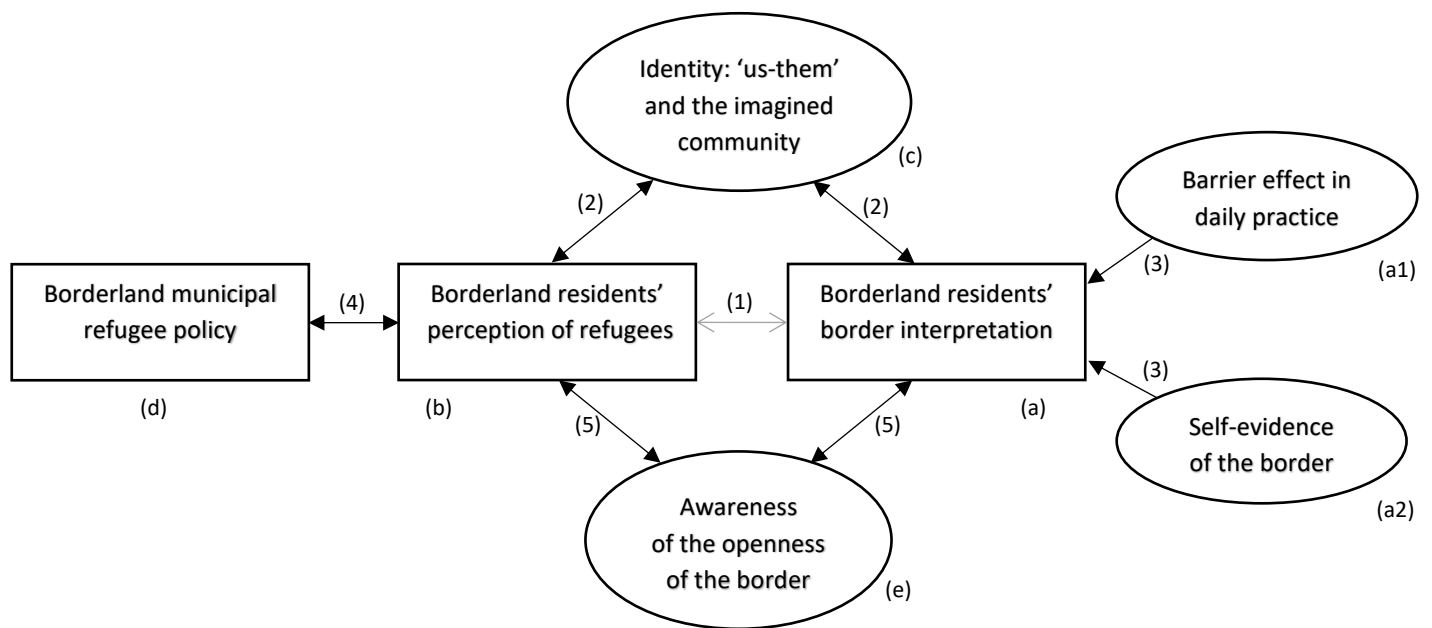 Identity: ‘us-them’
and the imagined
community
(c)
Barrier effect in
daily practice
(a1)
(2)
(2)
(3)
Borderland municipal
refugee policy
(d)
(4)
Borderland residents’
perception of refugees
(b)
(1)
Borderland residents’
border interpretation
(a)
(3)
Self-evidence
of the border
(a2)
(5)
(5)
Awareness
of the openness
of the border
(e)